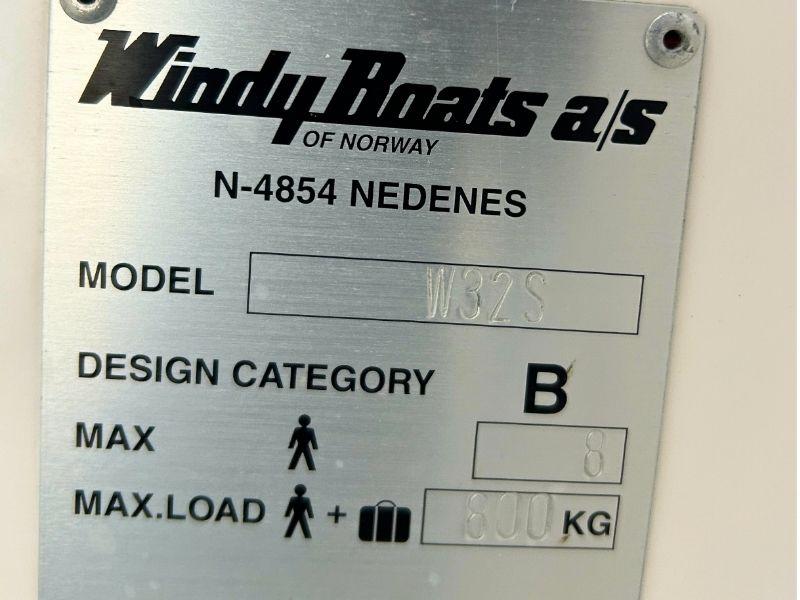 Windy Boats a/s
OF NORWAY
N-4854 NEDENES
MODEL W32S
DESIGN CATEGORY B
MAX 8
MAX.LOAD + 800 KG